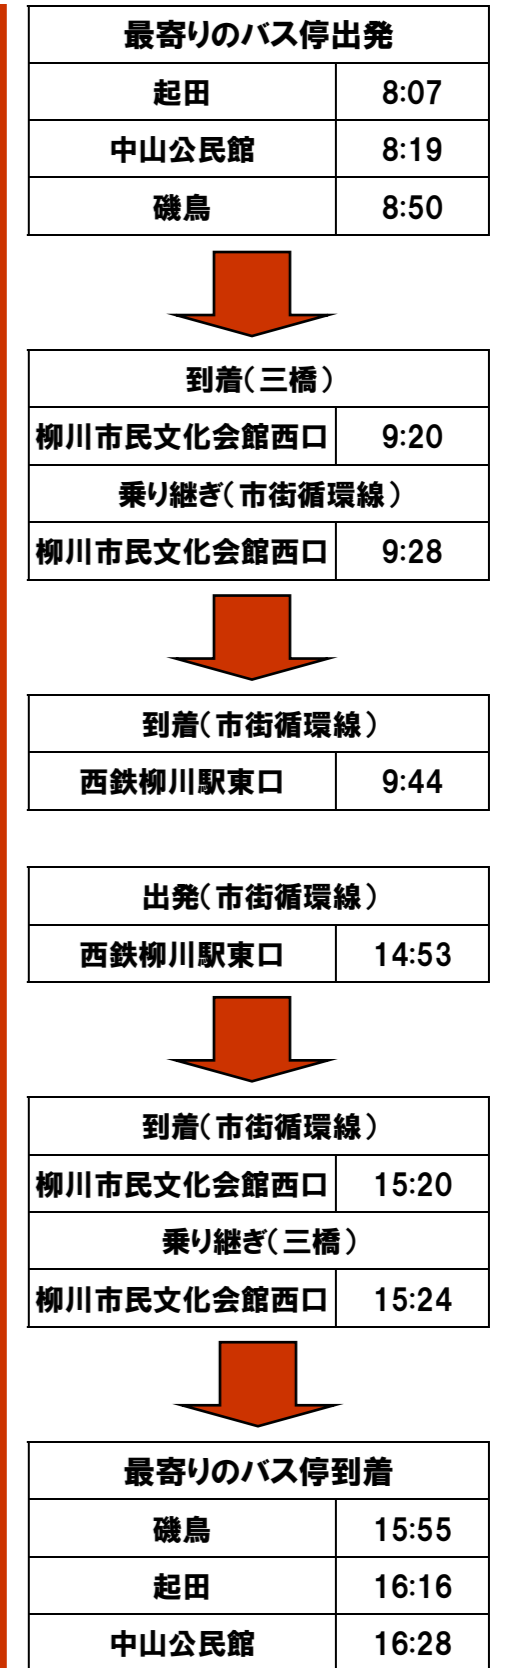 最寄りのバス停出発
起田 8:07
中山公民館 8:19
磯鳥 8:50
到着(三橋)
柳川市民文化会館西口 9:20
乗り継ぎ(市街循環線)
柳川市民文化会館西口 9:28
到着(市街循環線)
西鉄柳川駅東口 9:44
出発(市街循環線)
西鉄柳川駅東口 14:53
到着(市街循環線)
柳川市民文化会館西口 15:20
乗り継ぎ(三橋)
柳川市民文化会館西口 15:24
最寄りのバス停到着
磯鳥 15:55
起田 16:16
中山公民館 16:28